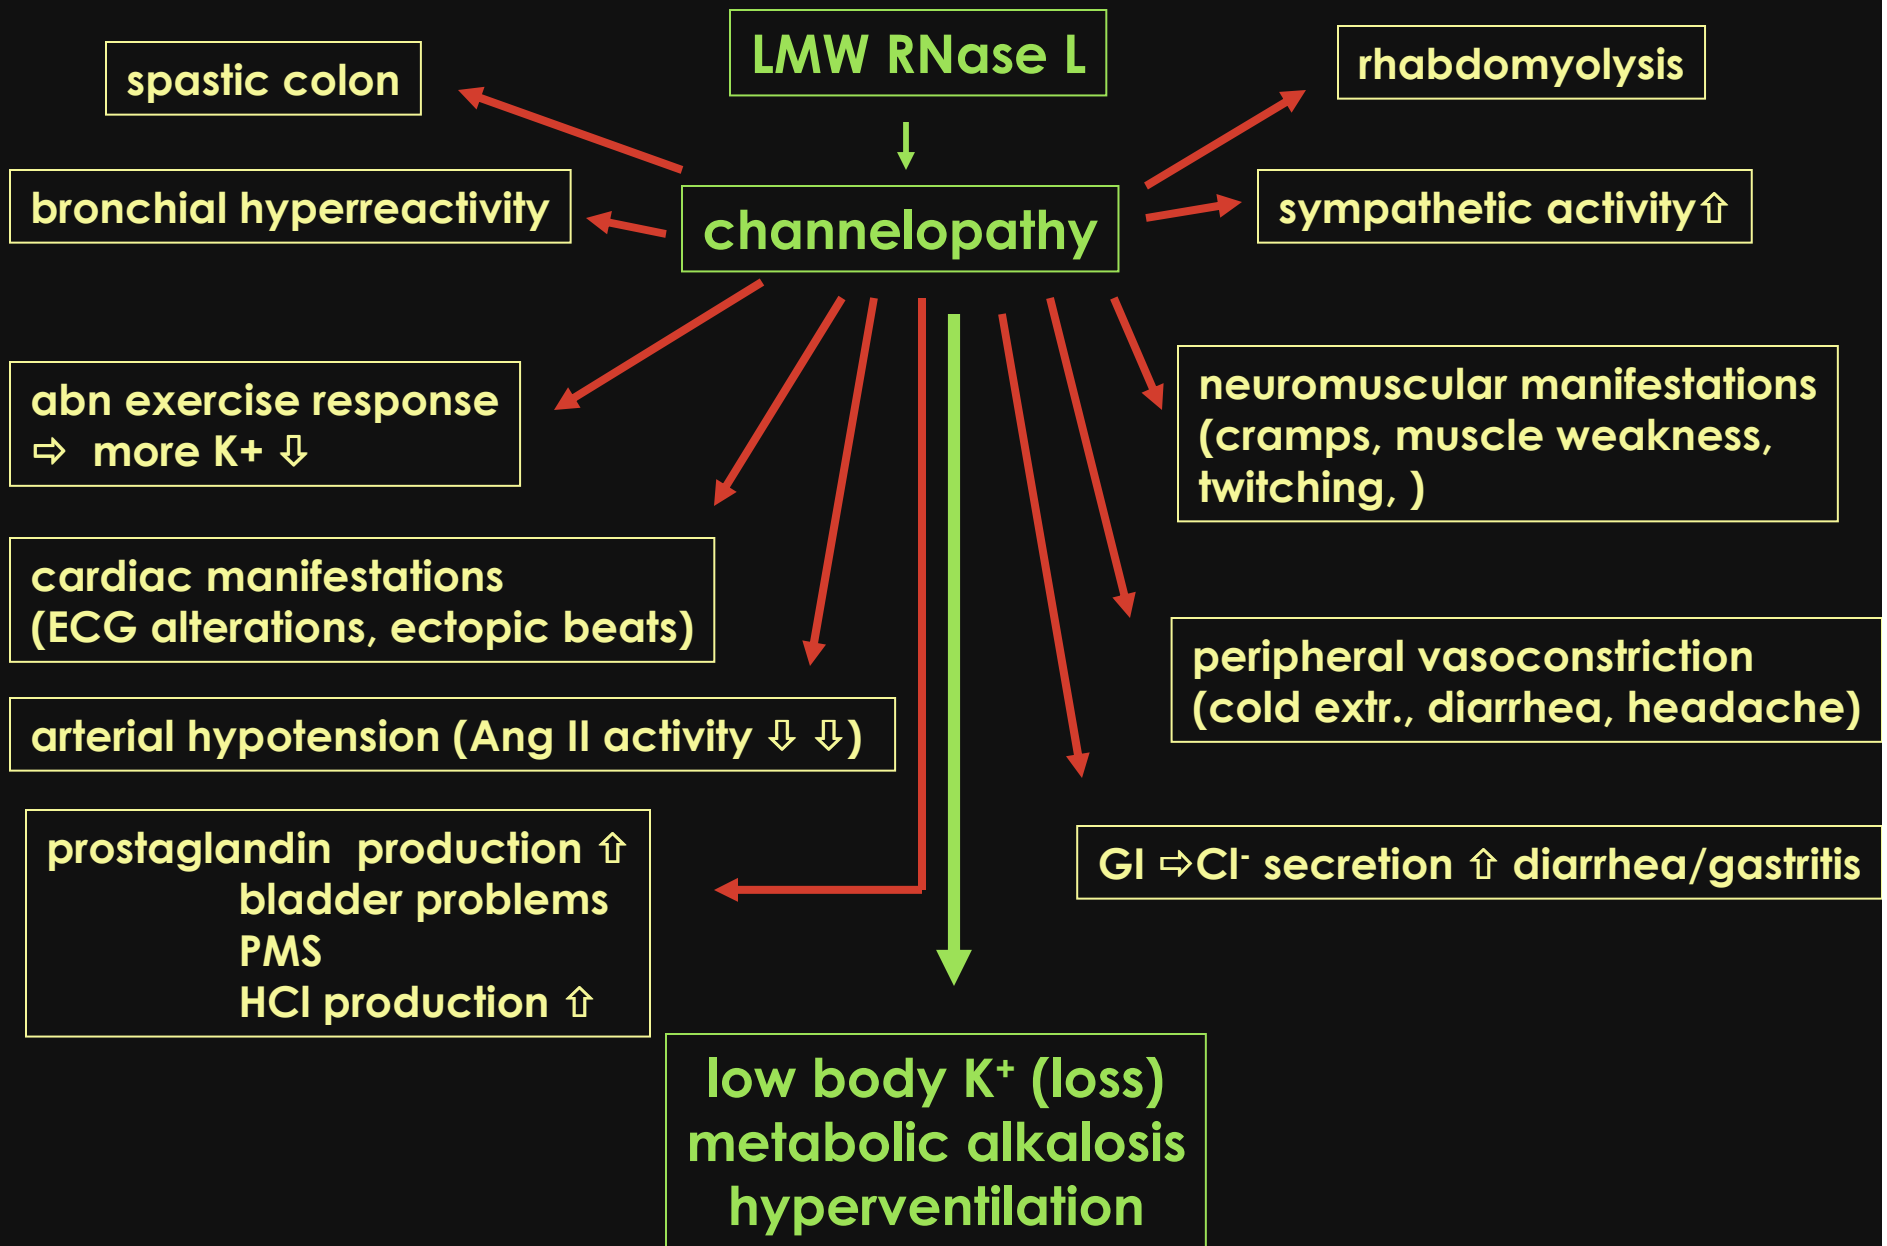 LMW RNase L
spastic colon
rhabdomyolysis
bronchial hyperreactivity
channelopathy
sympathetic activity⇧
abn exercise response
⇨ more K+ ⇩
neuromuscular manifestations
(cramps, muscle weakness,
twitching, )
cardiac manifestations
(ECG alterations, ectopic beats)
peripheral vasoconstriction
(cold extr., diarrhea, headache)
arterial hypotension (Ang II activity ⇩ ⇩)
prostaglandin production ⇧
bladder problems
PMS
HCl production ⇧
GI ⇨Cl⁻ secretion ⇧ diarrhea/gastritis
low body K⁺ (loss)
metabolic alkalosis
hyperventilation